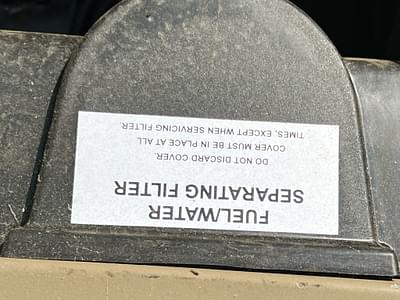 FUEL/WATER
SEPARATING FILTER
DO NOT DISCARD COVER.
COVER MUST BE IN PLACE AT ALL
TIMES, EXCEPT WHEN SERVICING FILTER.